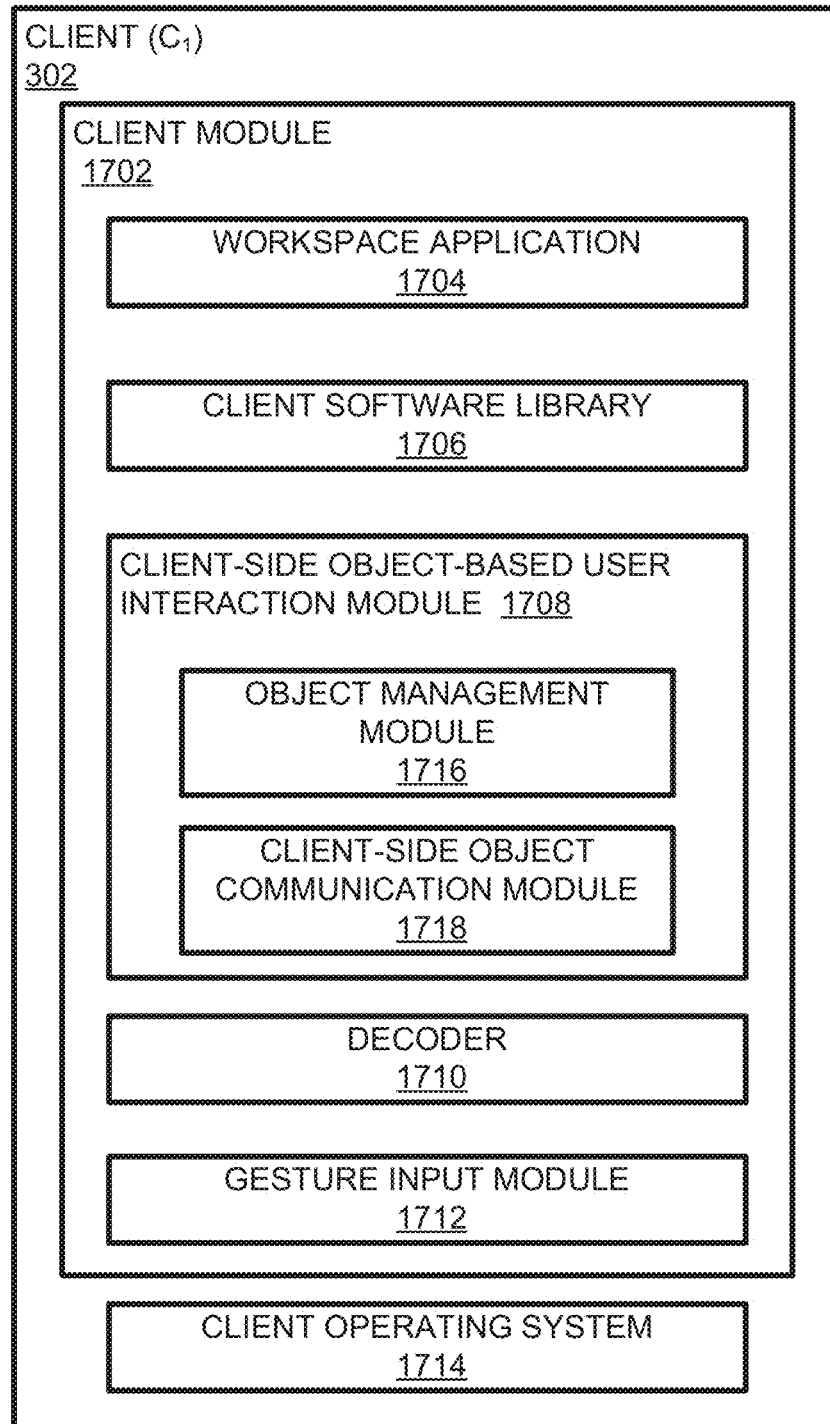 CLIENT (C₁)
302
CLIENT MODULE
1702
WORKSPACE APPLICATION
1704
CLIENT SOFTWARE LIBRARY
1706
CLIENT-SIDE OBJECT-BASED USER
INTERACTION MODULE 1708
OBJECT MANAGEMENT
MODULE
1716
CLIENT-SIDE OBJECT
COMMUNICATION MODULE
1718
DECODER
1710
GESTURE INPUT MODULE
1712
CLIENT OPERATING SYSTEM
1714